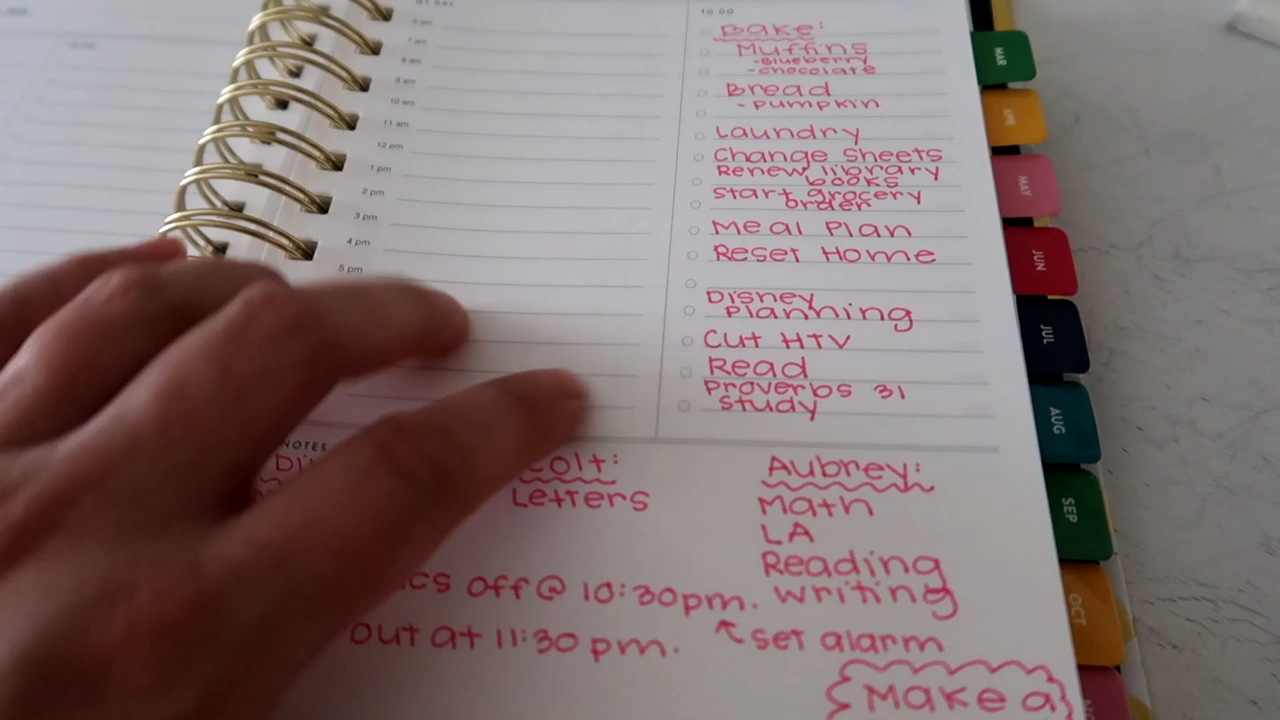 TO DO
6 am
7 am
8 am
9 am
10 am
11 am
12 pm
1 pm
2 pm
3 pm
4 pm
5 pm
Bake:
Muffins
-Blueberry
-chocolate
Bread
- Pumpkin
Laundry
Change Sheets
Renew library
books
Start grocery
order
Meal Plan
Reset Home
Disney
Planning
Cut HTV
Read
Proverbs 31
Study
NOTES
Colt:
Letters
Aubrey:
Math
LA
Reading
Writing
off @ 10:30pm.
out at 11:30 pm.
set alarm
Make a
MAR
APR
MAY
JUN
JUL
AUG
SEP
OCT